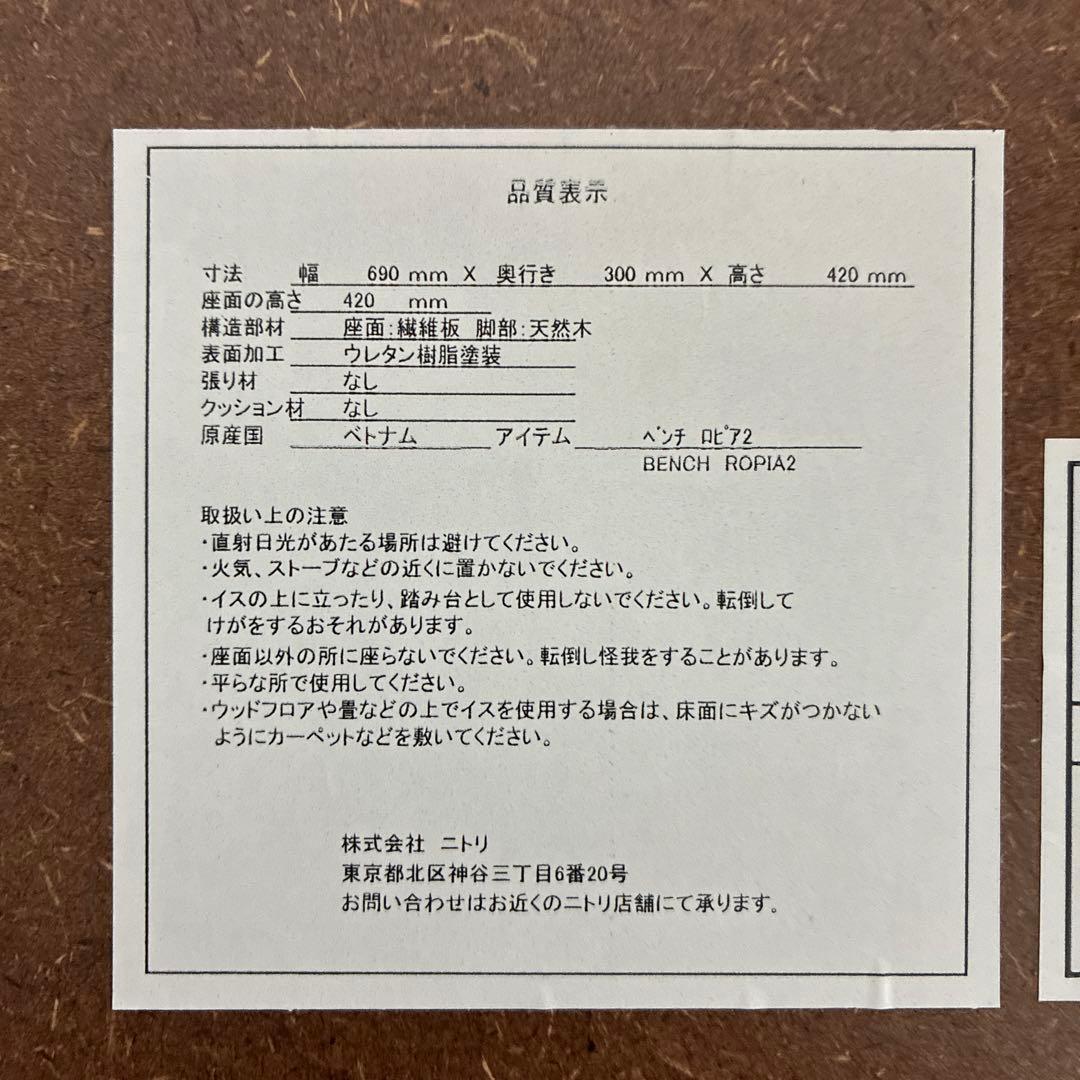 品質表示
寸法 幅 690 mm X 奥行き 300 mm X 高さ 420 mm
座面の高さ 420 mm
構造部材 座面:繊維板 脚部:天然木
表面加工 ウレタン樹脂塗装
張り材 なし
クッション材 なし
原産国 ベトナム アイテム ﾍﾞﾝﾁ ﾛﾋﾟｱ2
BENCH ROPIA2
取扱い上の注意
・直射日光があたる場所は避けてください。
・火気、ストーブなどの近くに置かないでください。
・イスの上に立ったり、踏み台として使用しないでください。転倒して
けがをするおそれがあります。
・座面以外の所に座らないでください。転倒し怪我をすることがあります。
・平らな所で使用してください。
・ウッドフロアや畳などの上でイスを使用する場合は、床面にキズがつかない
ようにカーペットなどを敷いてください。
株式会社 ニトリ
東京都北区神谷三丁目6番20号
お問い合わせはお近くのニトリ店舗にて承ります。